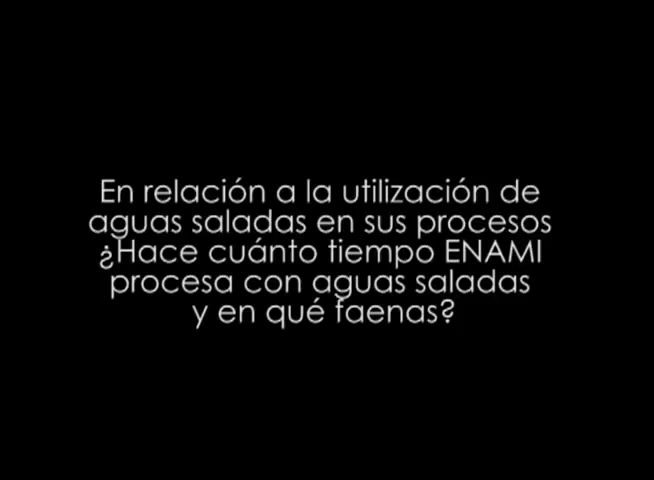 En relación a la utilización de
aguas saladas en sus procesos
¿Hace cuánto tiempo ENAMI
procesa con aguas saladas
y en qué faenas?